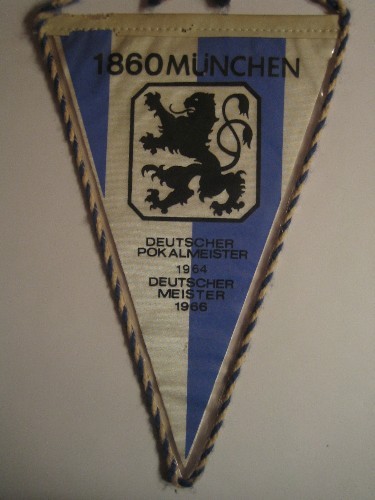 1860 MÜNCHEN
DEUTSCHER
POKALMEISTER
1964
DEUTSCHER
MEISTER
1966